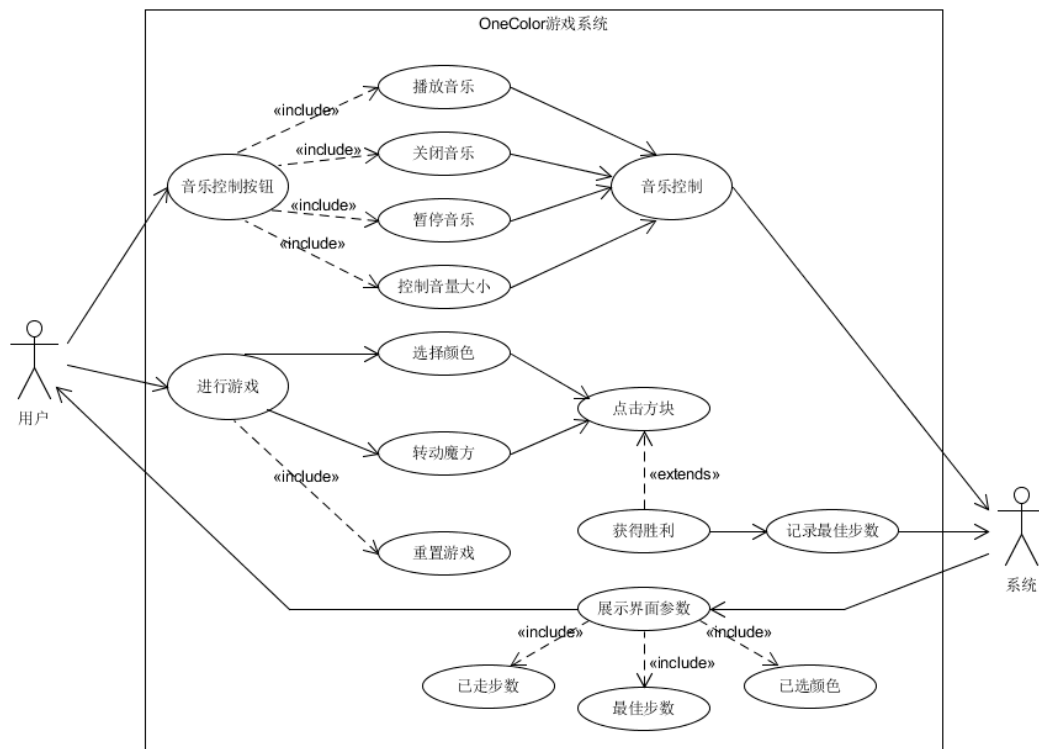 OneColor游戏系统
播放音乐
«include»
关闭音乐
«include»
音乐控制按钮
音乐控制
«include»
暂停音乐
«include»
控制音量大小
选择颜色
进行游戏
点击方块
用户
转动魔方
«include»
«extends»
获得胜利
记录最佳步数
重置游戏
系统
展示界面参数
«include»
«include»
«include»
已走步数
已选颜色
最佳步数